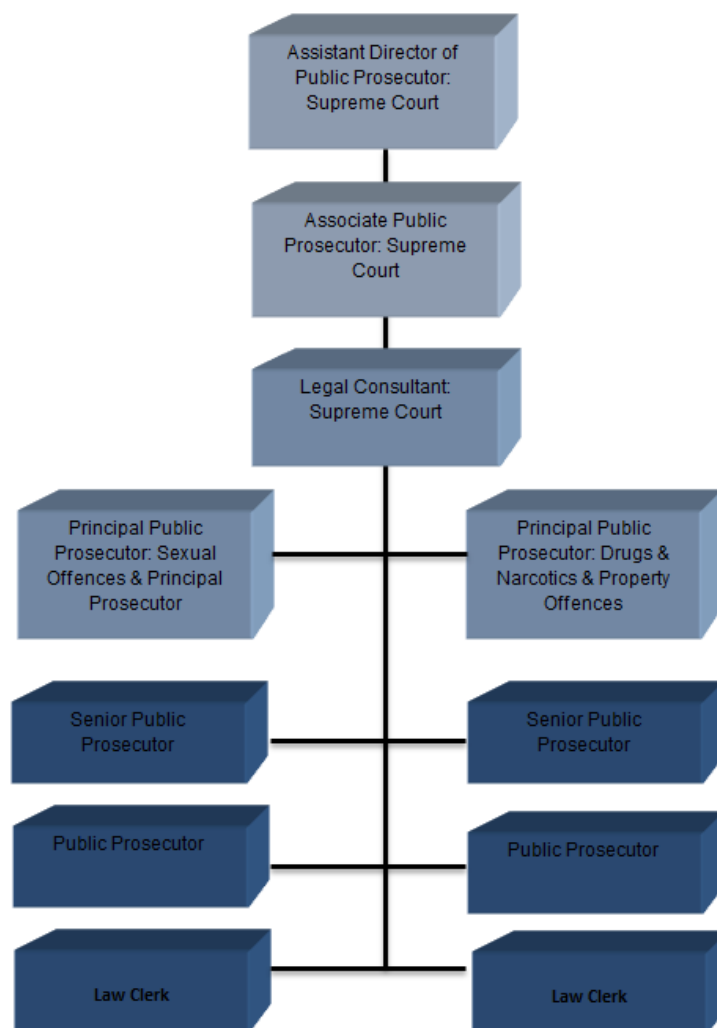 Assistant Director of
Public Prosecutor:
Supreme Court
Associate Public
Prosecutor: Supreme
Court
Legal Consultant:
Supreme Court
Principal Public
Prosecutor: Sexual
Offences & Principal
Prosecutor
Principal Public
Prosecutor: Drugs &
Narcotics & Property
Offences
Senior Public
Prosecutor
Senior Public
Prosecutor
Public Prosecutor
Public Prosecutor
Law Clerk
Law Clerk